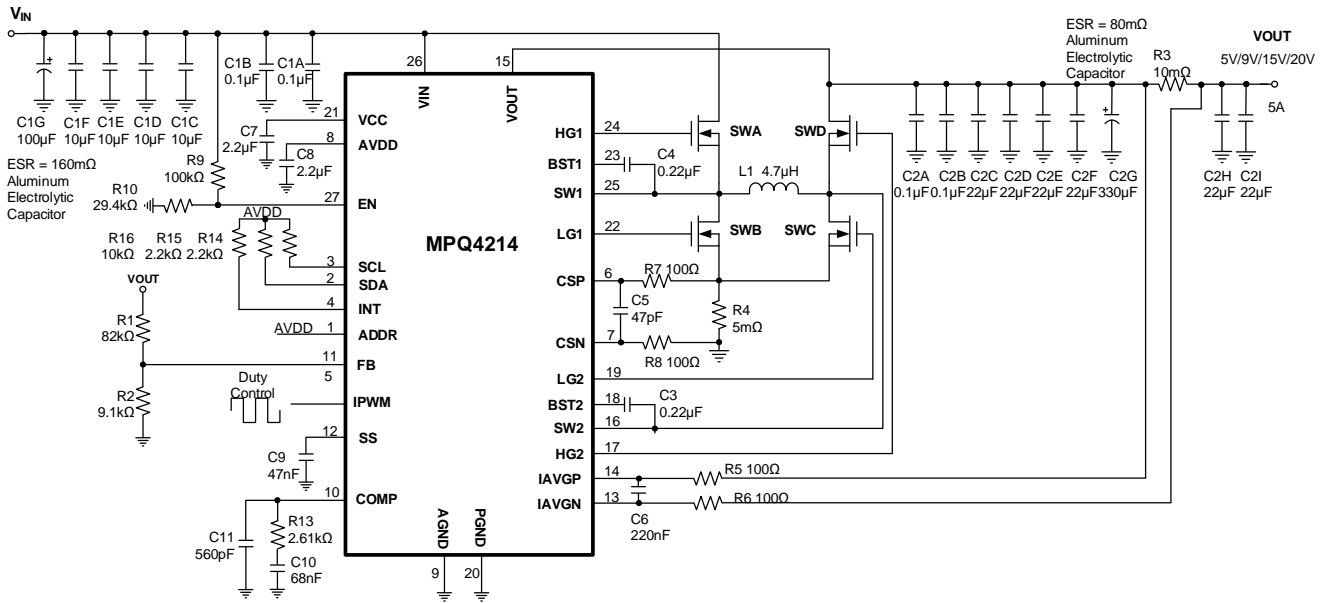 VIN
C1G
100µF
C1F
10µF
C1E
10µF
C1D
10µF
C1C
10µF
C1B
0.1µF
C1A
0.1µF
ESR = 160mΩ
Aluminum
Electrolytic
Capacitor
R9
100kΩ
R10
29.4kΩ
C7
2.2µF
C8
2.2µF
AVDD
R16
10kΩ
R15
2.2kΩ
R14
2.2kΩ
VOUT
R1
82kΩ
R2
9.1kΩ
AVDD
Duty
Control
C9
47nF
C11
560pF
R13
2.61kΩ
C10
68nF
26
VIN
15
VOUT
21
VCC
8
AVDD
27
EN
3
SCL
2
SDA
4
INT
1
ADDR
11
FB
5
IPWM
12
SS
10
COMP
MPQ4214
AGND
9
PGND
20
HG1
24
BST1
23
SW1
25
LG1
22
CSP
6
CSN
7
LG2
19
BST2
18
SW2
16
HG2
17
IAVGP
14
IAVGN
13
C4
0.22µF
SWA
SWD
L1 4.7µH
SWB
SWC
R7 100Ω
C5
47pF
R4
5mΩ
R8 100Ω
C3
0.22µF
R5 100Ω
R6 100Ω
C6
220nF
C2A
0.1µF
C2B
0.1µF
C2C
22µF
C2D
22µF
C2E
22µF
C2F
22µF
C2G
330µF
ESR = 80mΩ
Aluminum
Electrolytic
Capacitor
R3
10mΩ
C2H
22µF
C2I
22µF
VOUT
5V/9V/15V/20V
5A